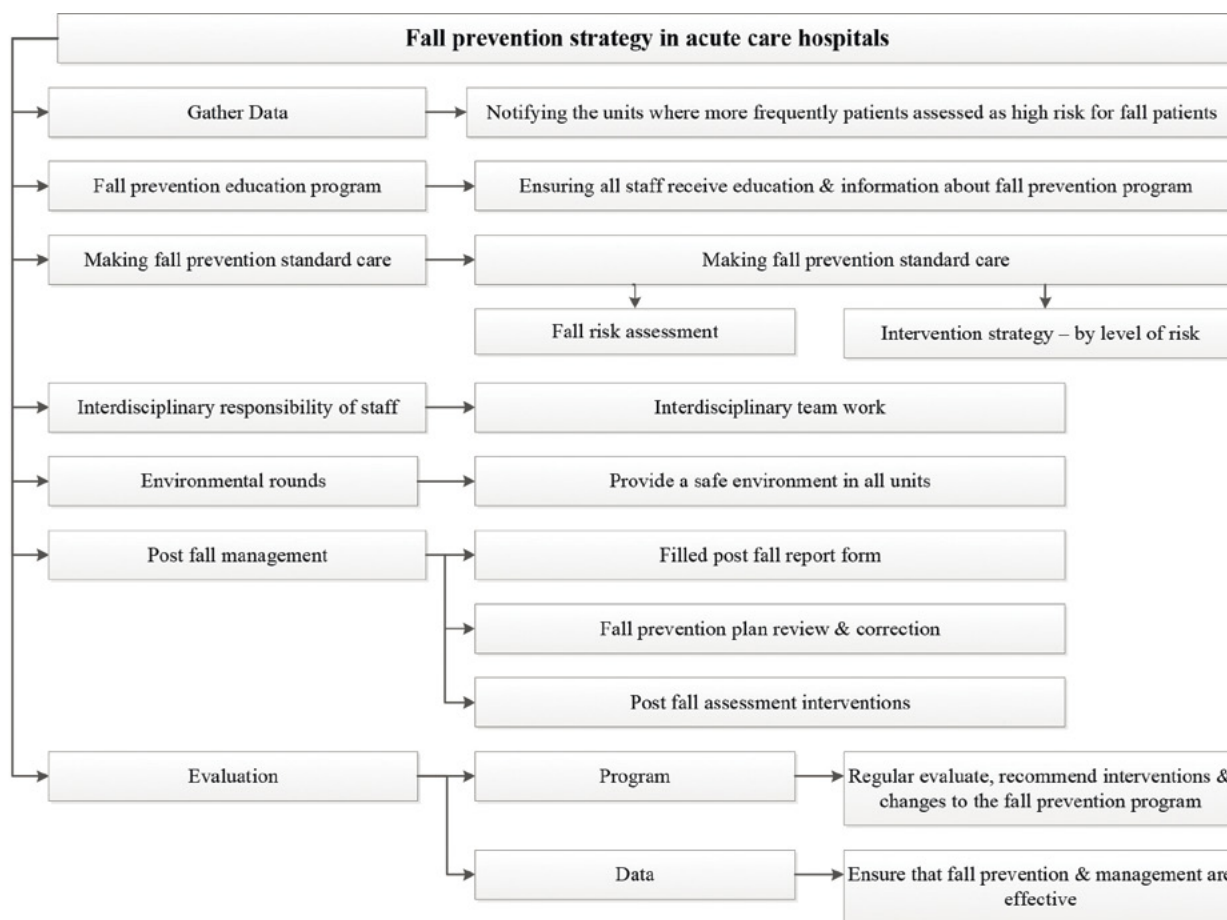 Fall prevention strategy in acute care hospitals
Gather Data
Notifying the units where more frequently patients assessed as high risk for fall patients
Fall prevention education program
Ensuring all staff receive education & information about fall prevention program
Making fall prevention standard care
Making fall prevention standard care
Fall risk assessment
Intervention strategy – by level of risk
Interdisciplinary responsibility of staff
Interdisciplinary team work
Environmental rounds
Provide a safe environment in all units
Post fall management
Filled post fall report form
Fall prevention plan review & correction
Post fall assessment interventions
Evaluation
Program
Regular evaluate, recommend interventions &
changes to the fall prevention program
Data
Ensure that fall prevention & management are
effective